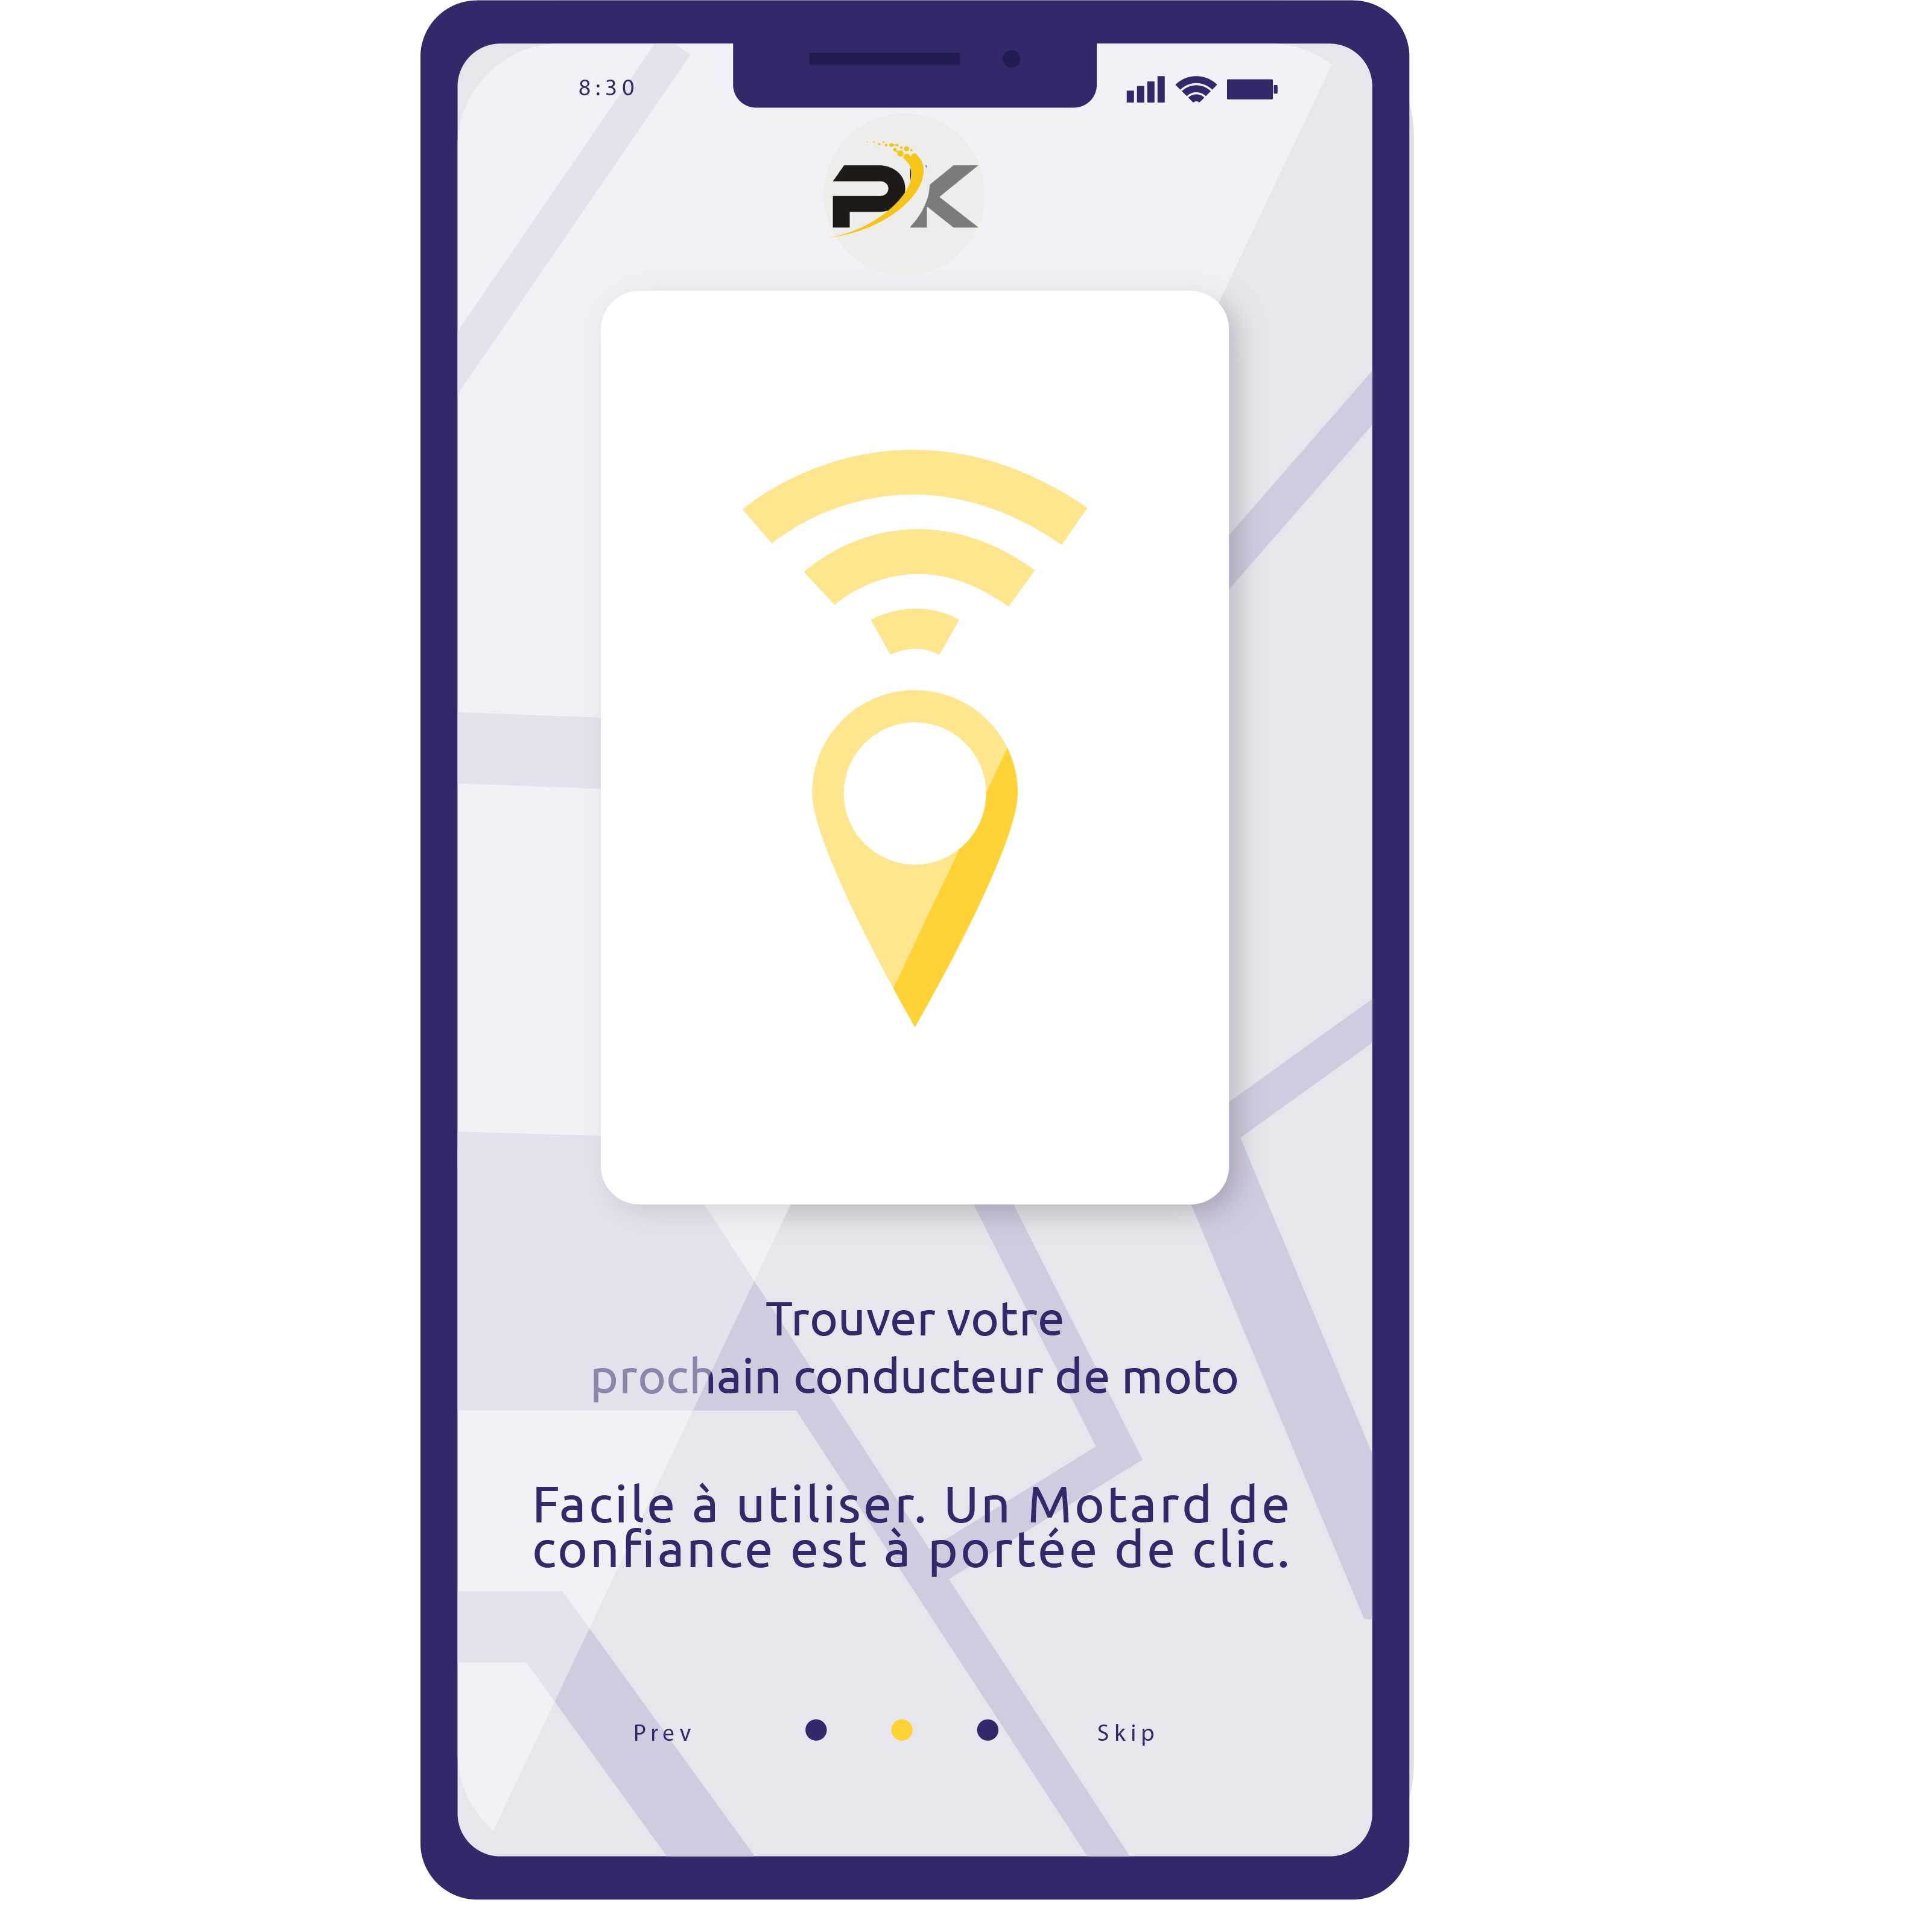 8:30
PK
Trouver votre
prochain conducteur de moto
Facile à utiliser. Un Motard de
confiance est à portée de clic.
Prev
Skip